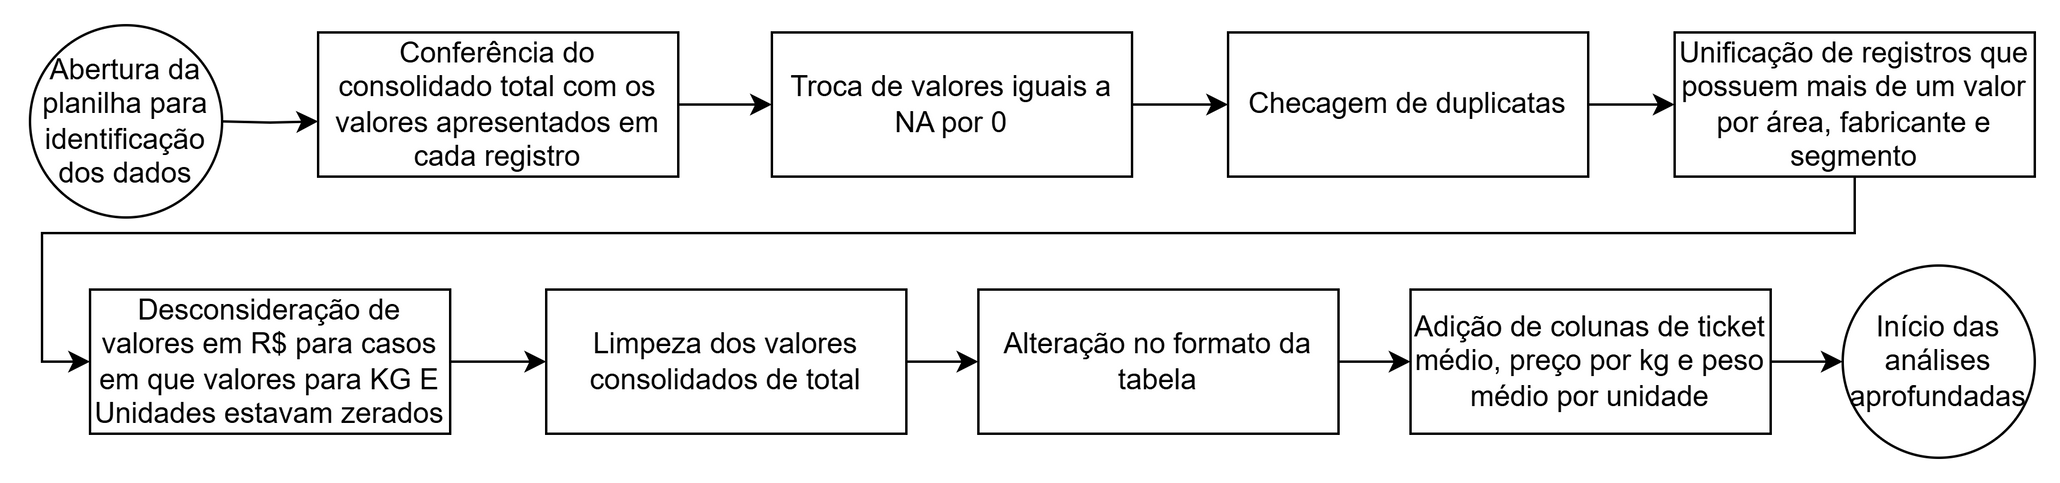 Abertura da
planilha para
identificação
dos dados
Conferência do
consolidado total com os
valores apresentados em
cada registro
Troca de valores iguais a
NA por 0
Checagem de duplicatas
Unificação de registros que
possuem mais de um valor
por área, fabricante e
segmento
Desconsideração de
valores em R$ para casos
em que valores para KG E
Unidades estavam zerados
Limpeza dos valores
consolidados de total
Alteração no formato da
tabela
Adição de colunas de ticket
médio, preço por kg e peso
médio por unidade
Início das
análises
aprofundadas